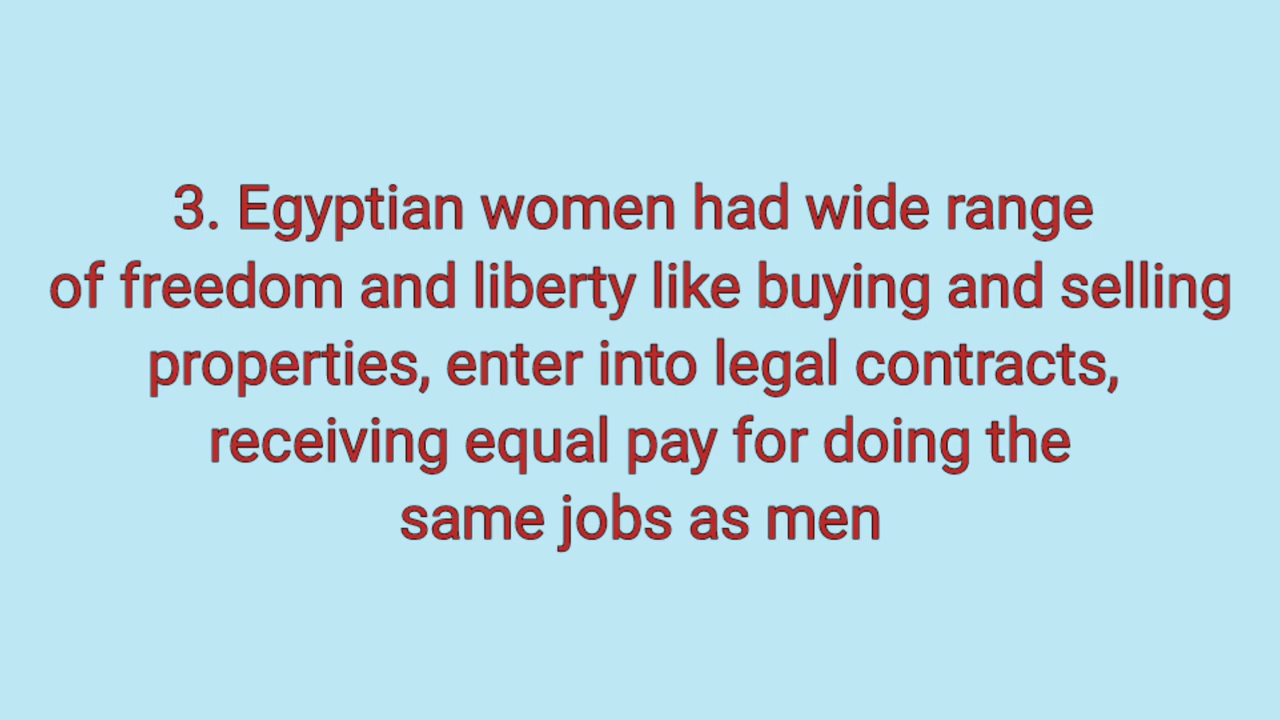 3. Egyptian women had wide range
of freedom and liberty like buying and selling
properties, enter into legal contracts,
receiving equal pay for doing the
same jobs as men